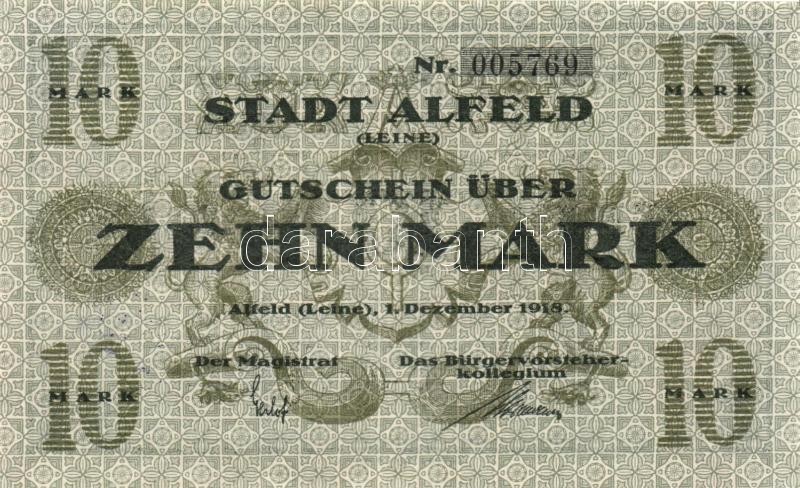 10 MARK
10 MARK
Nr. 005769
STADT ALFELD
(LEINE)
GUTSCHEIN ÜBER
ZEHN MARK
darabanth
Alfeld (Leine), 1. Dezember 1918.
Der Magistrat
Das Bürgervorsteher-
kollegium
10 MARK
10 MARK